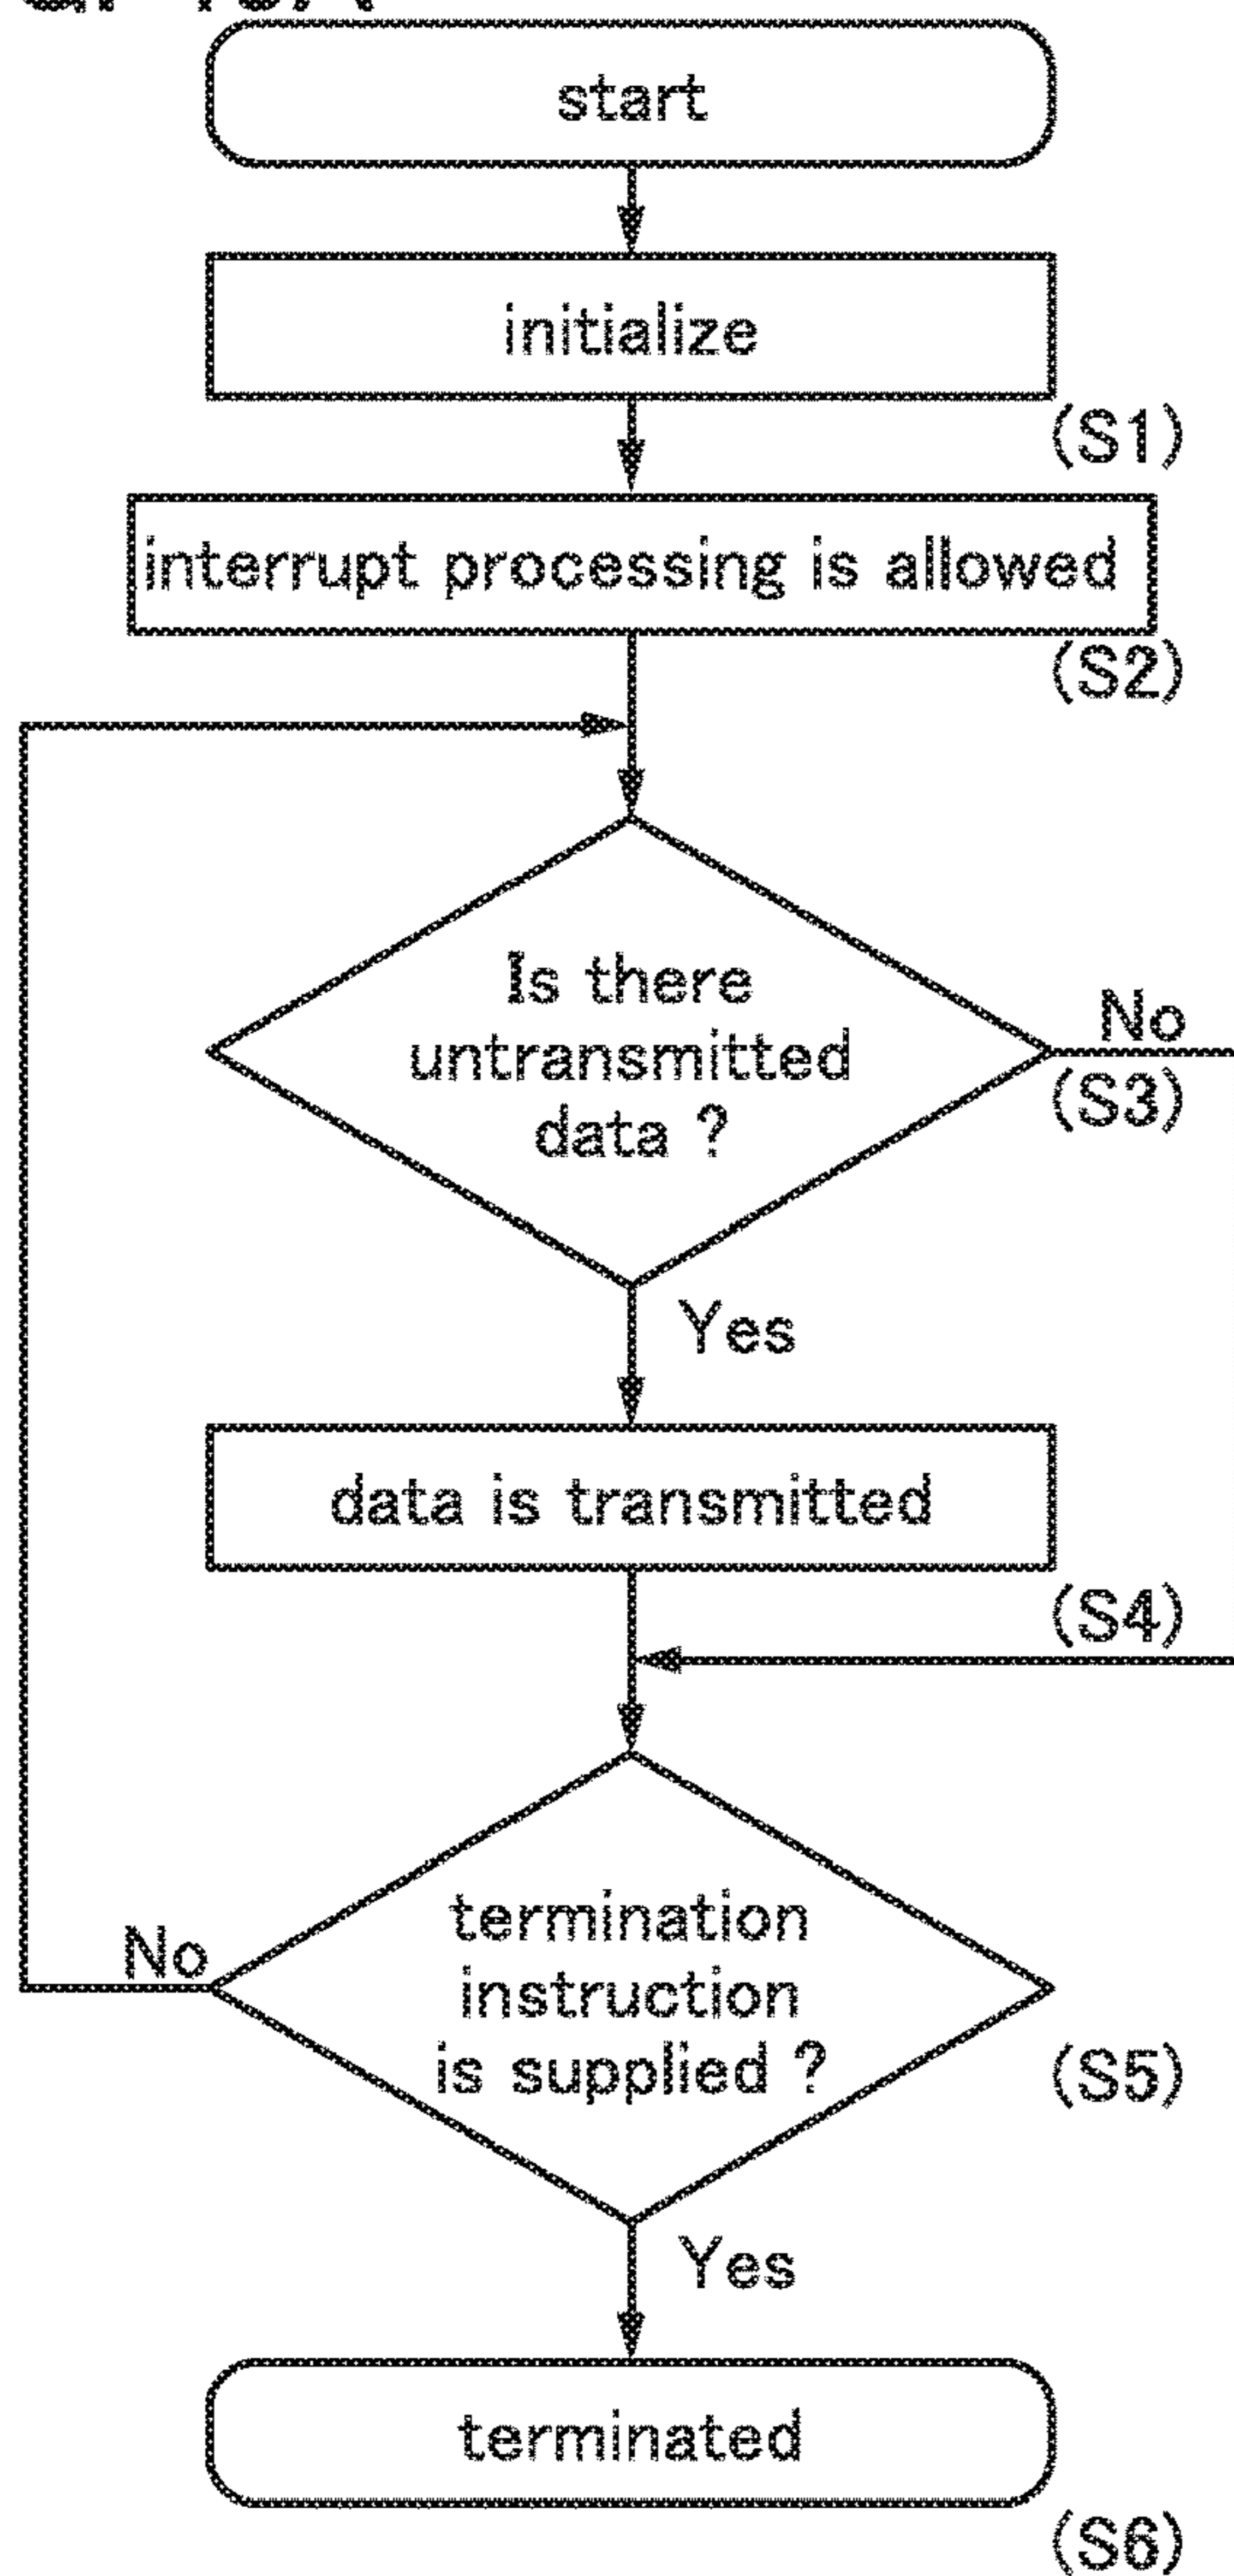 start
initialize
(S1)
interrupt processing is allowed
(S2)
Is there
untransmitted
data ?
No
(S3)
Yes
data is transmitted
(S4)
termination
instruction
is supplied ?
No
(S5)
Yes
terminated
(S6)